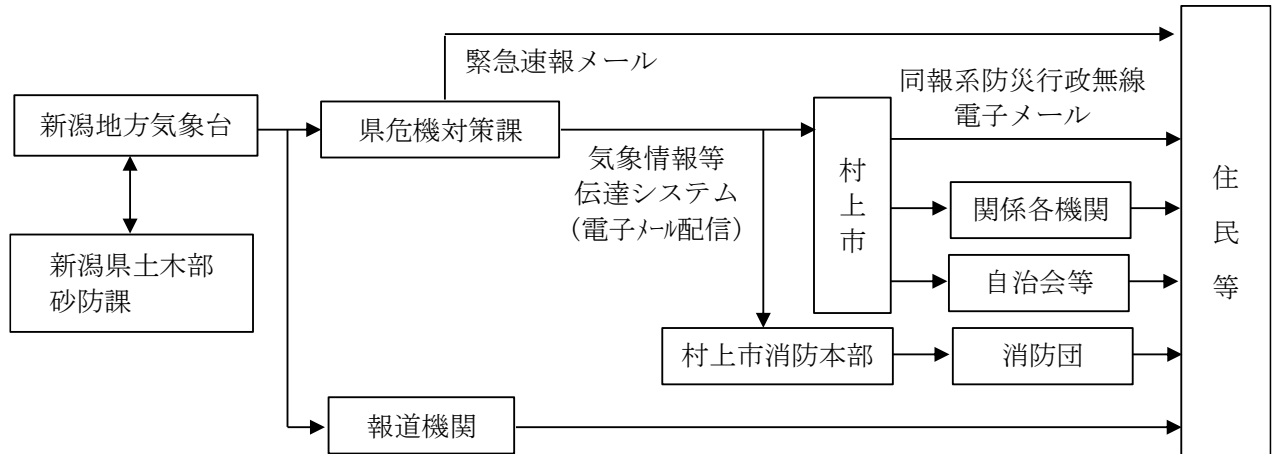 緊急速報メール
同報系防災行政無線
電子メール
新潟地方気象台
県危機対策課
気象情報等
伝達システム
(電子メール配信)
村上市
関係各機関
住民等
新潟県土木部
砂防課
自治会等
村上市消防本部
消防団
報道機関